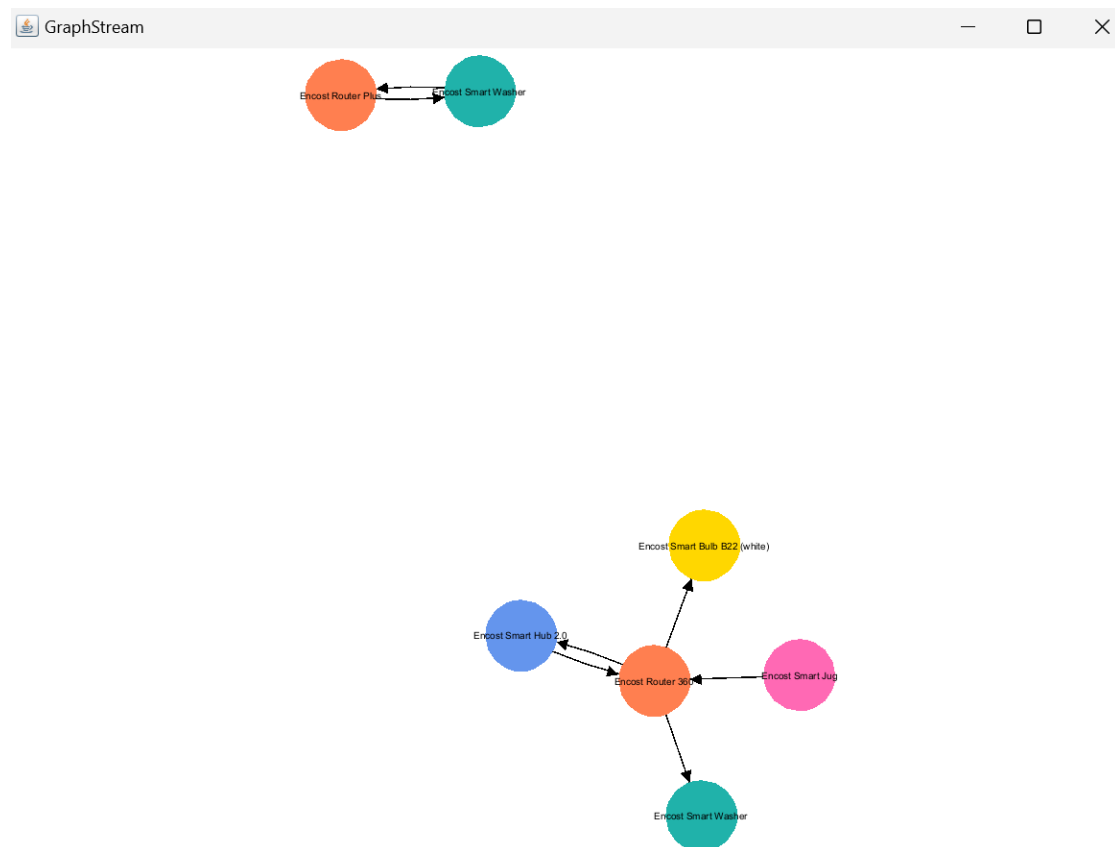 GraphStream
Encost Router Plus
Encost Smart Washer
Encost Smart Bulb B22 (white)
Encost Smart Hub 2.0
Encost Router 360
Encost Smart Jug
Encost Smart Washer